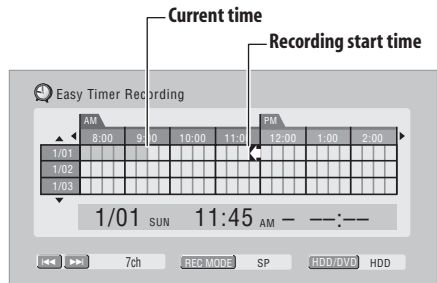 Current time
Recording start time
Easy Timer Recording
AM PM
8:00 9:00 10:00 11:00 12:00 1:00 2:00
1/01
1/02
1/03
1/01 SUN 11:45 AM – --:--
7ch REC MODE SP HDD/DVD HDD